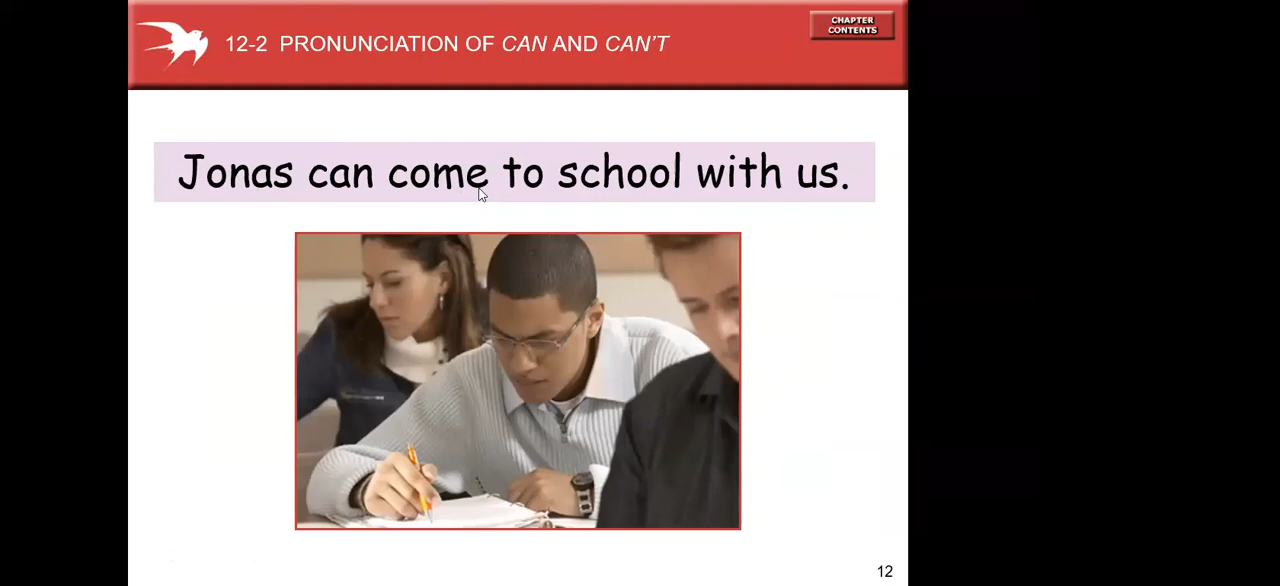 CHAPTER
CONTENTS
12-2 PRONUNCIATION OF CAN AND CAN'T
Jonas can come to school with us.
12